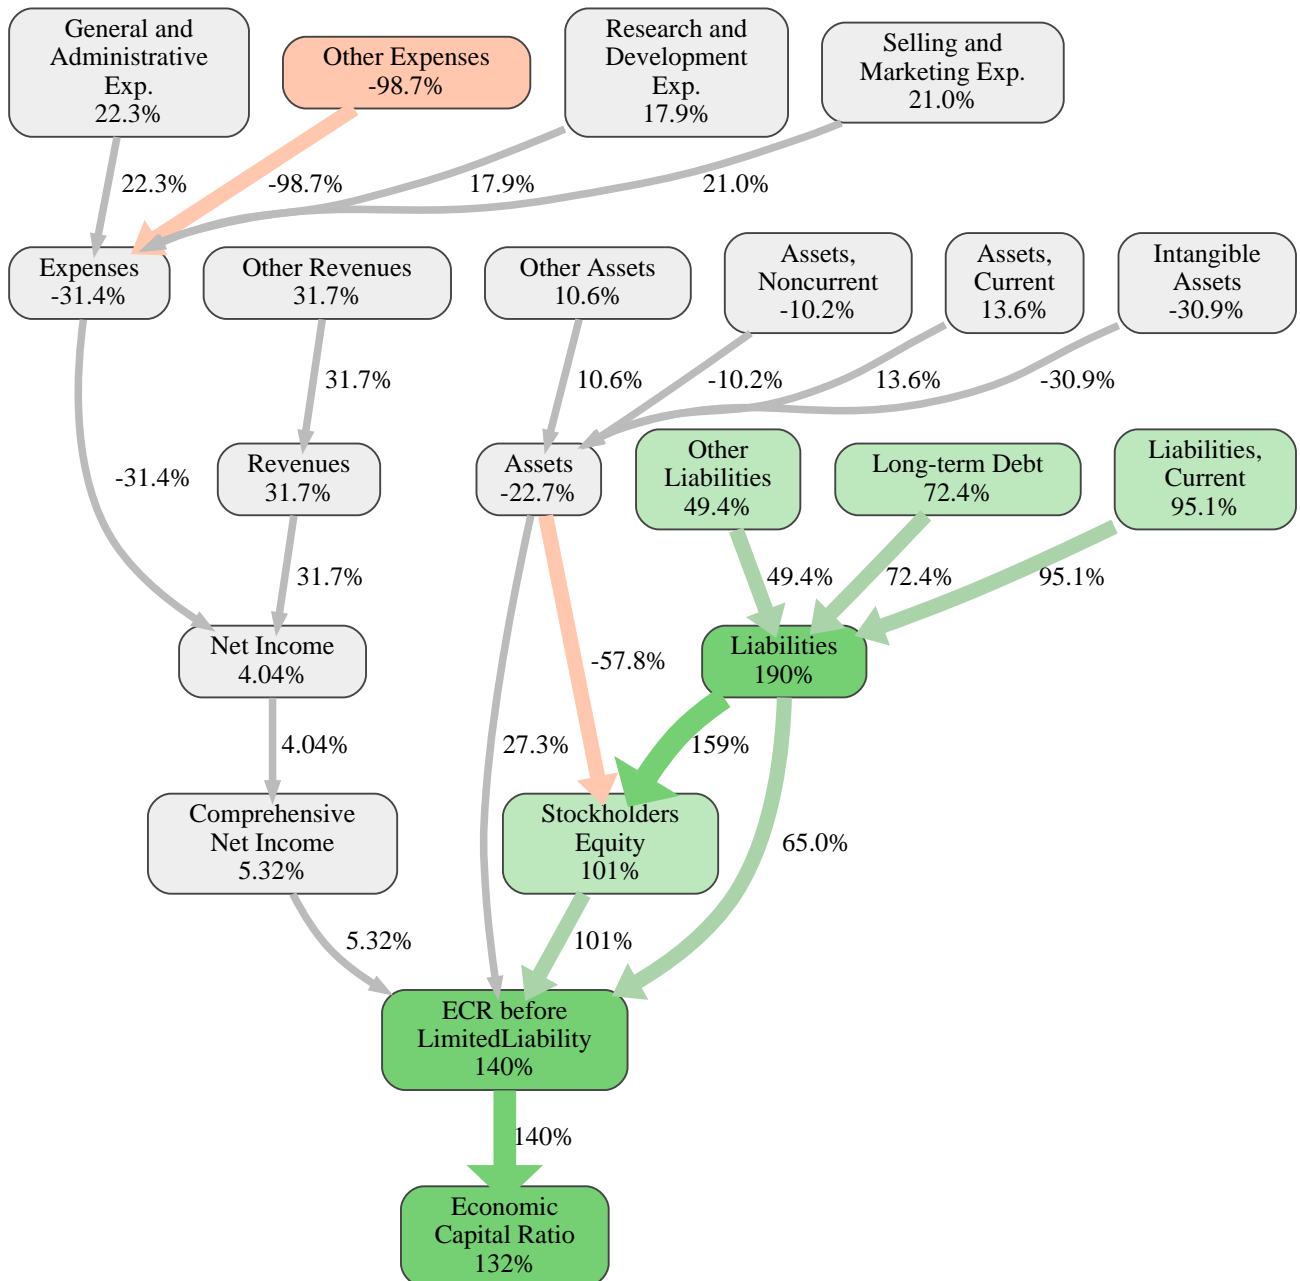 General and
Administrative
Exp.
22.3%
Other Expenses
-98.7%
Research and
Development
Exp.
17.9%
Selling and
Marketing Exp.
21.0%
22.3%
-98.7%
17.9%
21.0%
Expenses
-31.4%
Other Revenues
31.7%
Other Assets
10.6%
Assets,
Noncurrent
-10.2%
Assets,
Current
13.6%
Intangible
Assets
-30.9%
31.7%
10.6%
-10.2%
13.6%
-30.9%
-31.4%
Revenues
31.7%
Assets
-22.7%
Other
Liabilities
49.4%
Long-term Debt
72.4%
Liabilities,
Current
95.1%
31.7%
49.4%
72.4%
95.1%
Net Income
4.04%
-57.8%
Liabilities
190%
4.04%
27.3%
159%
Comprehensive
Net Income
5.32%
Stockholders
Equity
101%
65.0%
5.32%
101%
ECR before
LimitedLiability
140%
140%
Economic
Capital Ratio
132%